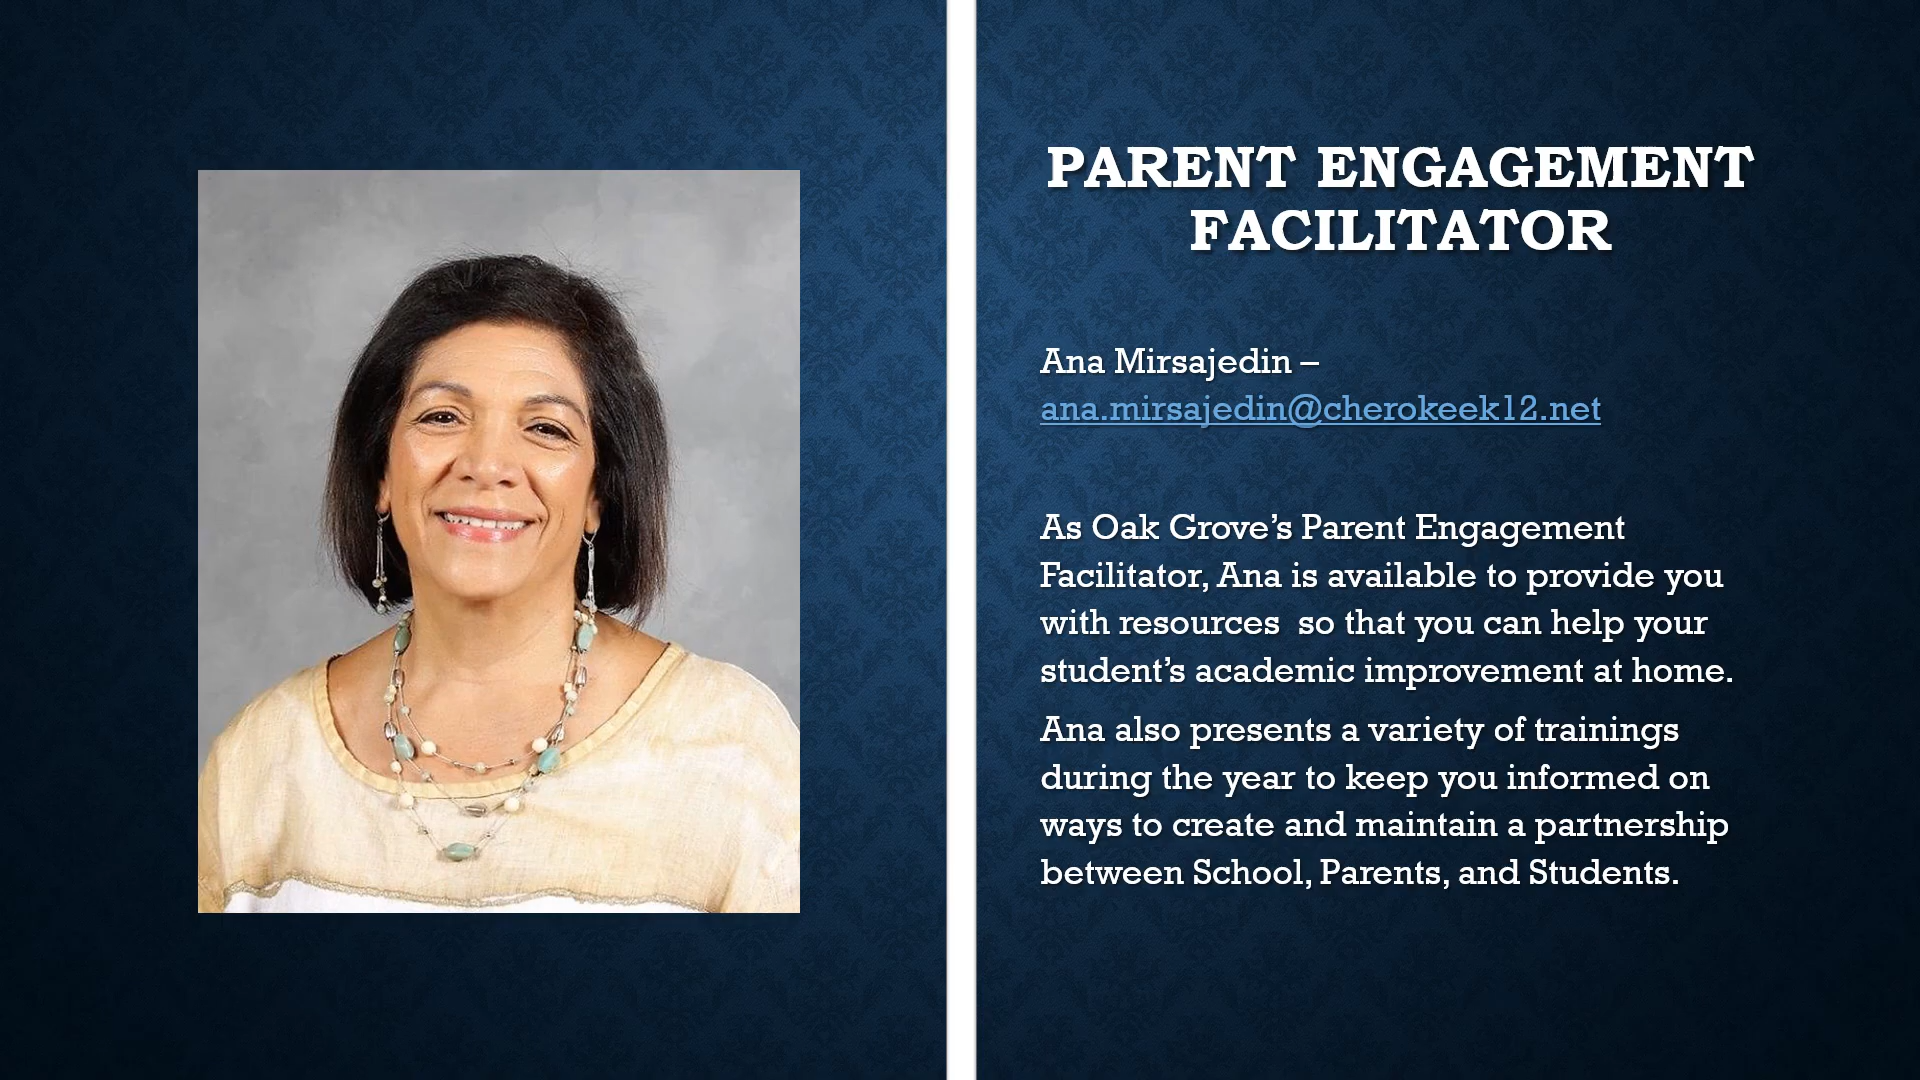 PARENT ENGAGEMENT
FACILITATOR
Ana Mirsajedin –
ana.mirsajedin@cherokeek12.net
As Oak Grove’s Parent Engagement
Facilitator, Ana is available to provide you
with resources  so that you can help your
student’s academic improvement at home.
Ana also presents a variety of trainings
during the year to keep you informed on
ways to create and maintain a partnership
between School, Parents, and Students.